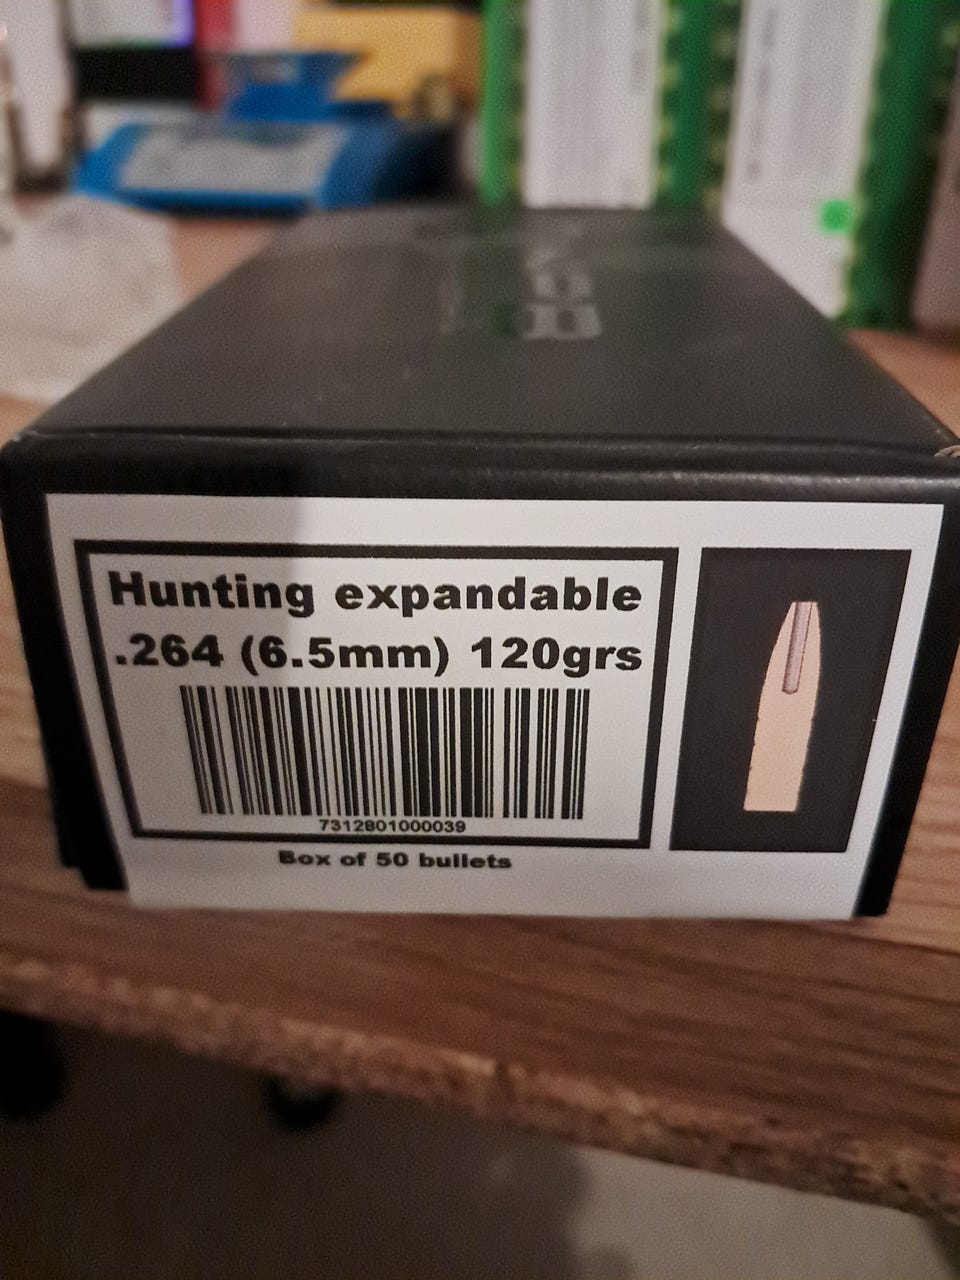 Hunting expandable
.264 (6.5mm) 120grs
7312801000039
Box of 50 bullets